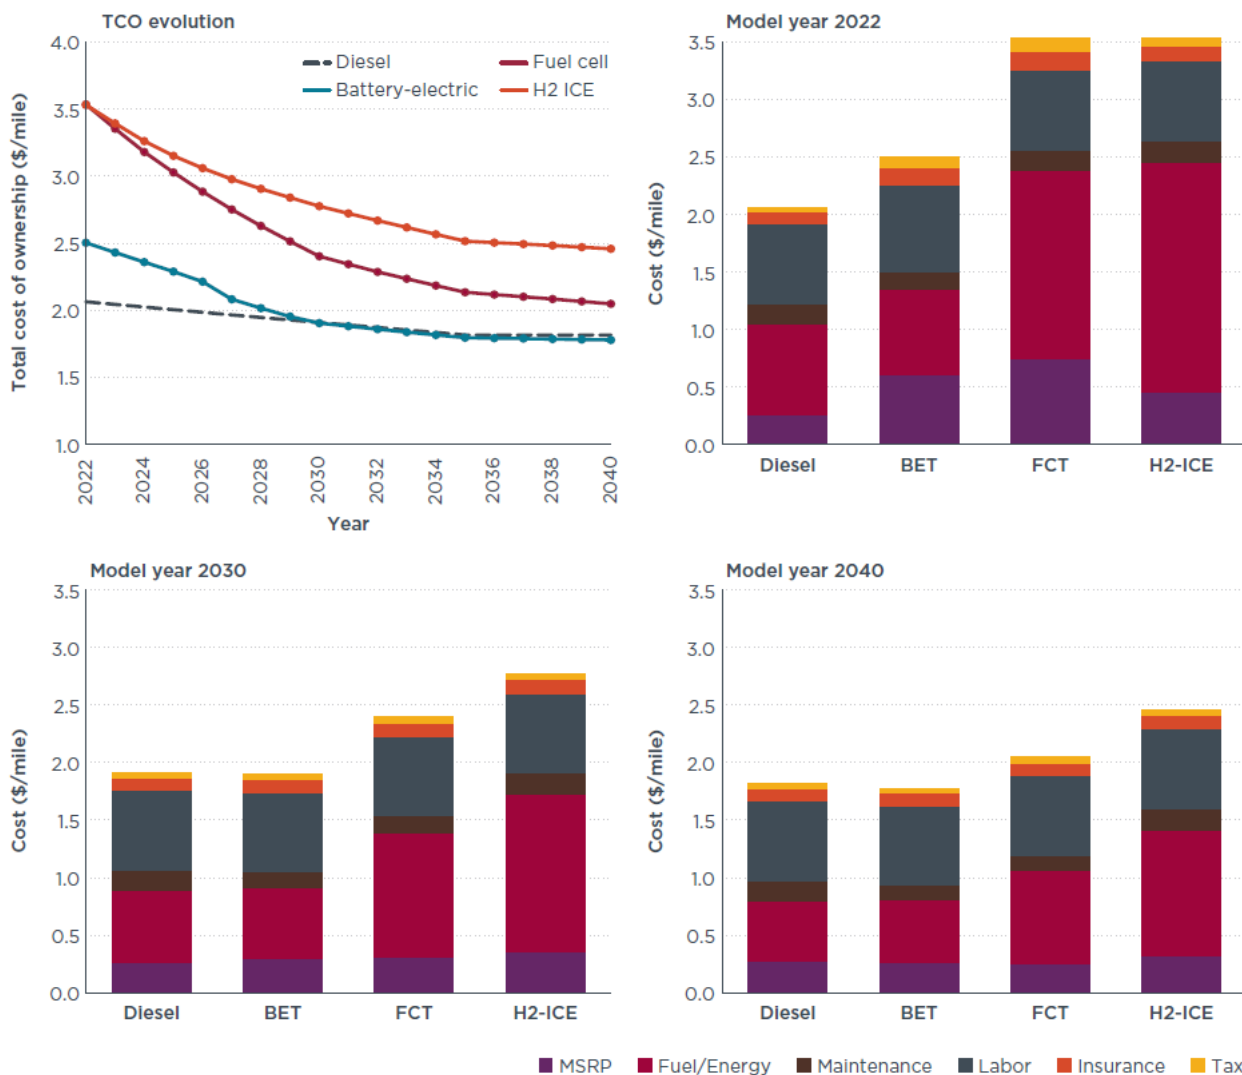 TCO evolution
4.0
3.5
3.0
2.5
2.0
1.5
1.0
Total cost of ownership ($/mile)
Diesel
Fuel cell
Battery-electric
H2 ICE
2022
2024
2026
2028
2030
2032
2034
2036
2038
2040
Year
Model year 2022
3.5
3.0
2.5
2.0
1.5
1.0
0.5
0.0
Cost ($/mile)
Diesel BET FCT H2-ICE
Model year 2030
3.5
3.0
2.5
2.0
1.5
1.0
0.5
0.0
Cost ($/mile)
Diesel BET FCT H2-ICE
Model year 2040
3.5
3.0
2.5
2.0
1.5
1.0
0.5
0.0
Cost ($/mile)
Diesel BET FCT H2-ICE
MSRP Fuel/Energy Maintenance Labor Insurance Tax